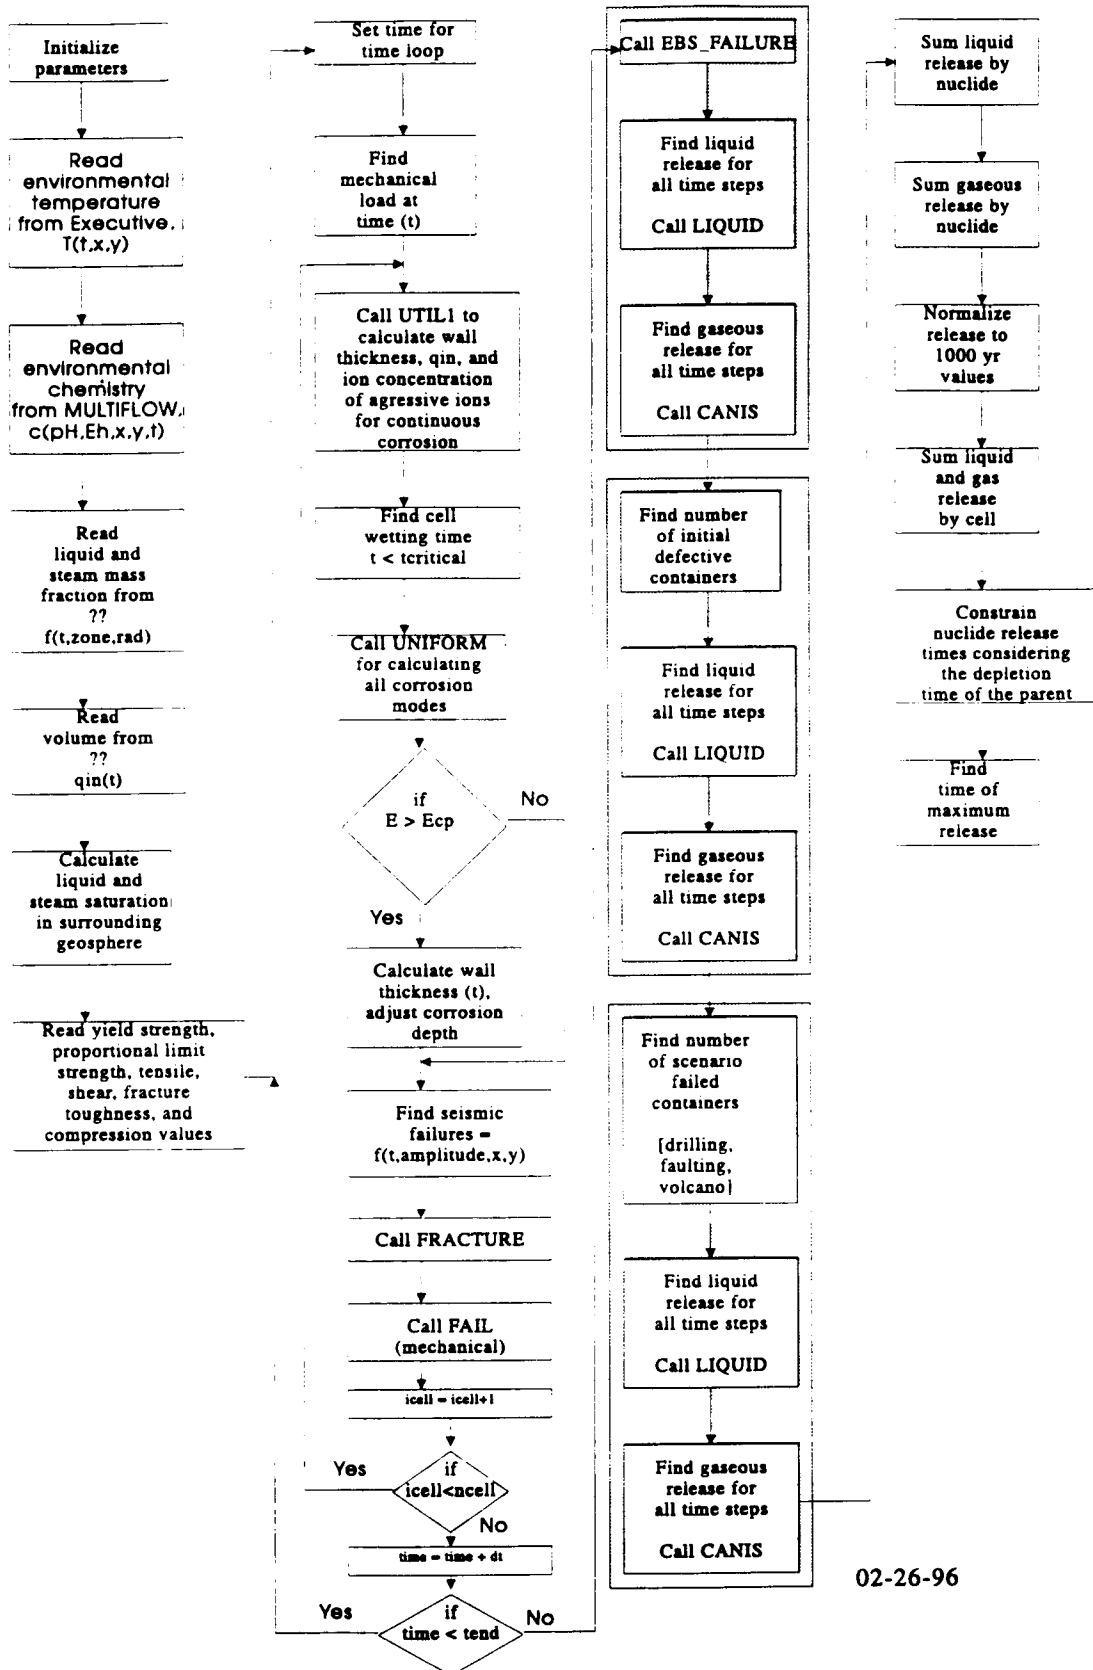 Initialize
parameters
Read
environmental
temperature
from Executive,
T(t,x,y)
Read
environmental
chemistry
from MULTIFLOW,
c(pH,Eh,x,y,t)
Read
liquid and
steam mass
fraction from
??
f(t,zone,rad)
Read
volume from
??
qin(t)
Calculate
liquid and
steam saturation
in surrounding
geosphere
Read yield strength,
proportional limit
strength, tensile,
shear, fracture
toughness, and
compression values
Set time for
time loop
Find
mechanical
load at
time (t)
Call UTIL1 to
calculate wall
thickness, qin, and
ion concentration
of agressive ions
for continuous
corrosion
Find cell
wetting time
t < tcritical
Call UNIFORM
for calculating
all corrosion
modes
if
E > Ecp
No
Yes
Calculate wall
thickness (t),
adjust corrosion
depth
Find seismic
failures =
f(t,amplitude,x,y)
Call FRACTURE
Call FAIL
(mechanical)
icell = icell+1
Yes
if
icell<ncell
No
time = time + dt
Yes
if
time < tend
No
Call EBS_FAILURE
Find liquid
release for
all time steps
Call LIQUID
Find gaseous
release for
all time steps
Call CANIS
Find number
of initial
defective
containers
Find liquid
release for
all time steps
Call LIQUID
Find gaseous
release for
all time steps
Call CANIS
Find number
of scenario
failed
containers
[drilling,
faulting,
volcano]
Find liquid
release for
all time steps
Call LIQUID
Find gaseous
release for
all time steps
Call CANIS
Sum liquid
release by
nuclide
Sum gaseous
release by
nuclide
Normalize
release to
1000 yr
values
Sum liquid
and gas
release
by cell
Constrain
nuclide release
times considering
the depletion
time of the parent
Find
time of
maximum
release
02-26-96